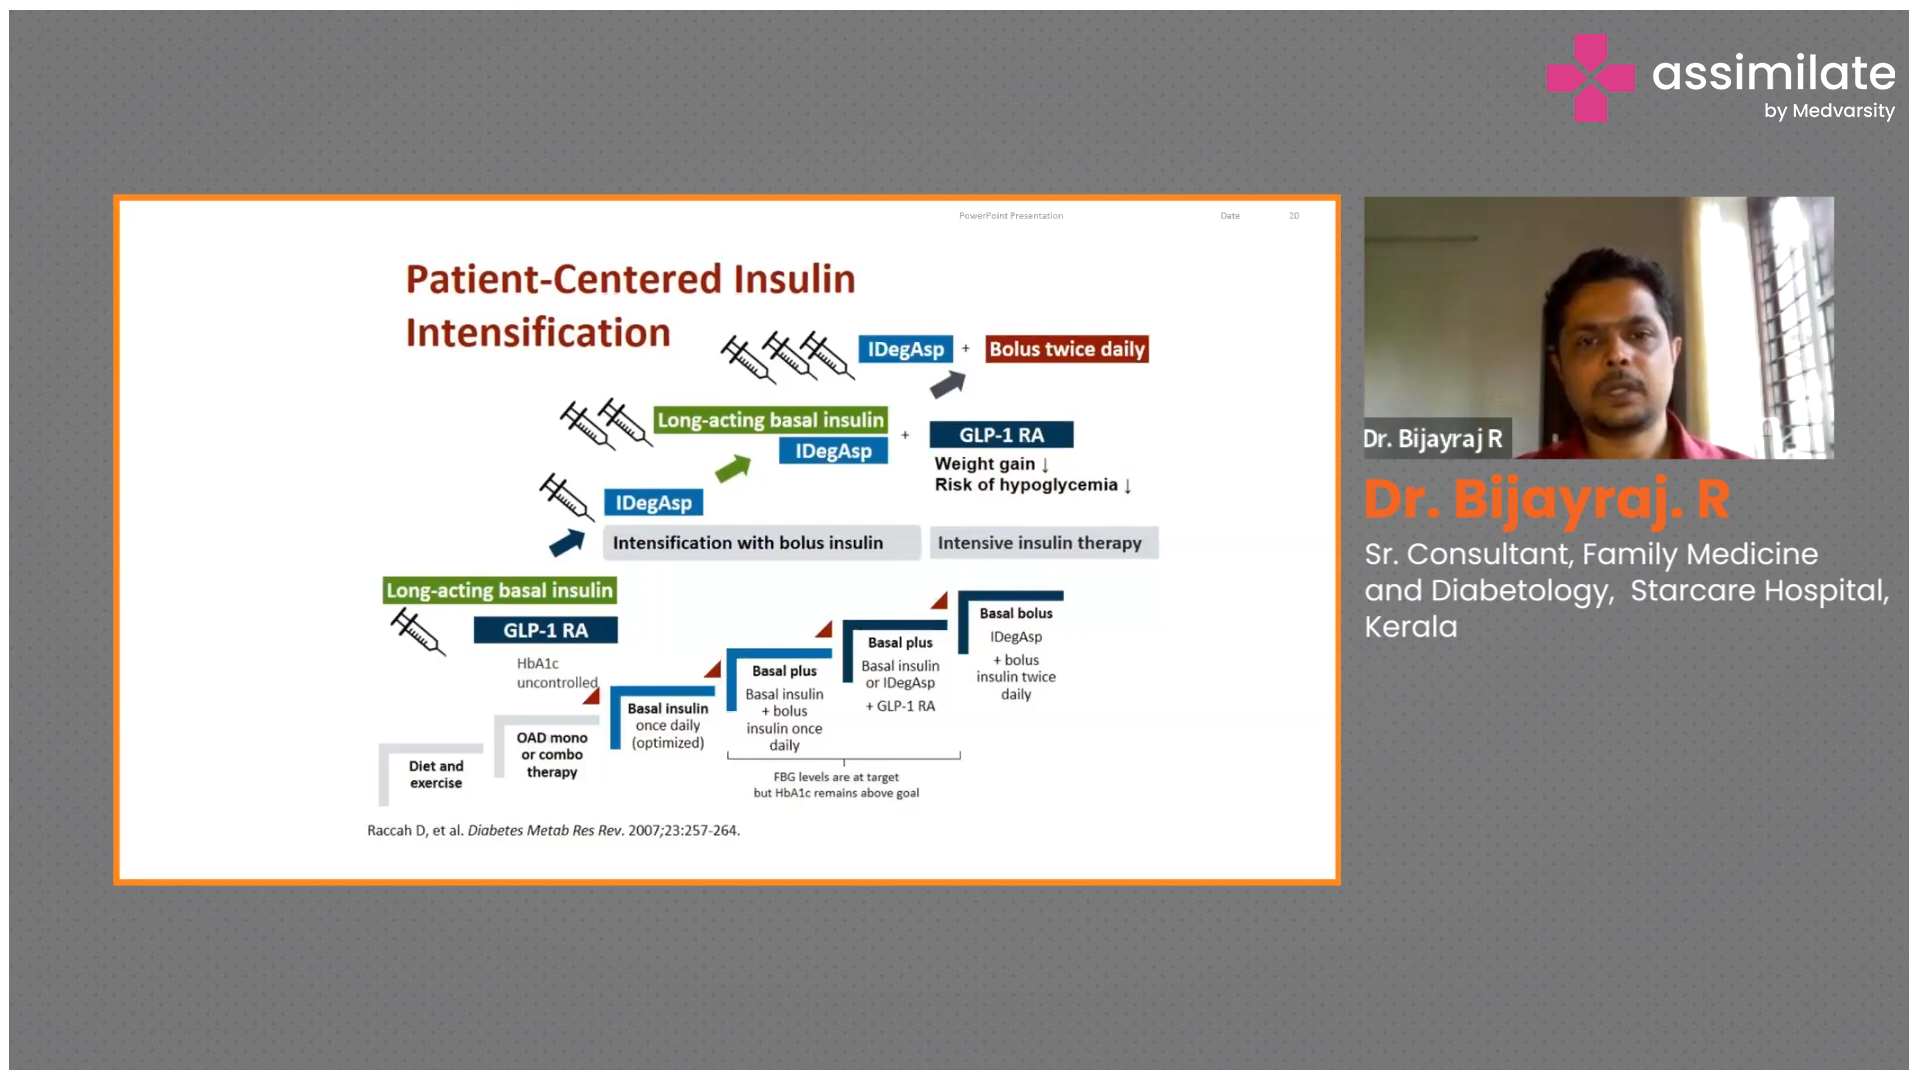 assimilate
by Medvarsity
PowerPoint Presentation Date 20
Patient-Centered Insulin
Intensification
IDegAsp + Bolus twice daily
Long-acting basal insulin
IDegAsp
+ GLP-1 RA
Weight gain ↓
Risk of hypoglycemia ↓
IDegAsp
Intensification with bolus insulin
Intensive insulin therapy
Long-acting basal insulin
GLP-1 RA
HbA1c
uncontrolled
Diet and
exercise
OAD mono
or combo
therapy
Basal insulin
once daily
(optimized)
Basal plus
Basal insulin
+ bolus
insulin once
daily
Basal plus
Basal insulin
or IDegAsp
+ GLP-1 RA
Basal bolus
IDegAsp
+ bolus
insulin twice
daily
FBG levels are at target
but HbA1c remains above goal
Raccah D, et al. Diabetes Metab Res Rev. 2007;23:257-264.
Dr. Bijayraj R
Dr. Bijayraj. R
Sr. Consultant, Family Medicine
and Diabetology, Starcare Hospital,
Kerala